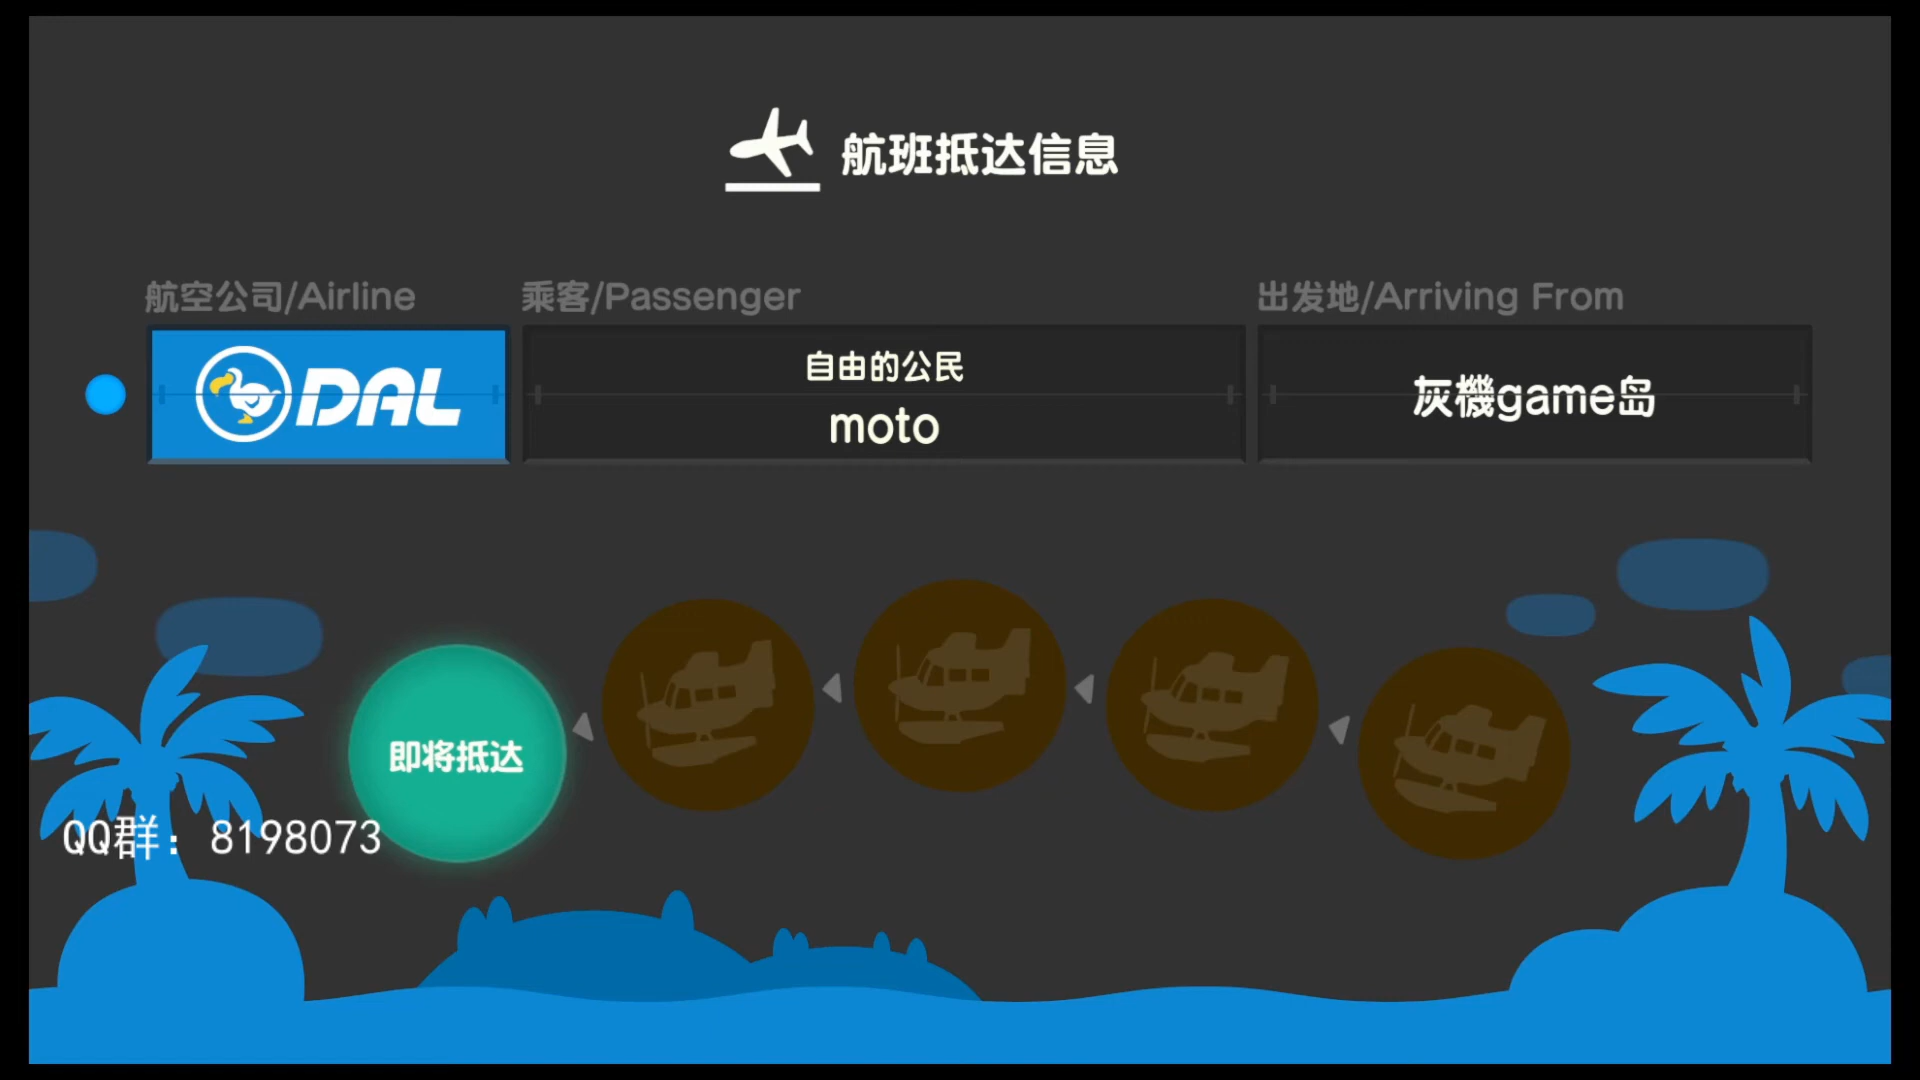 航班抵达信息
航空公司/Airline
乘客/Passenger
出发地/Arriving From
DAL
自由的公民
moto
灰機game岛
即将抵达
QQ群：8198073